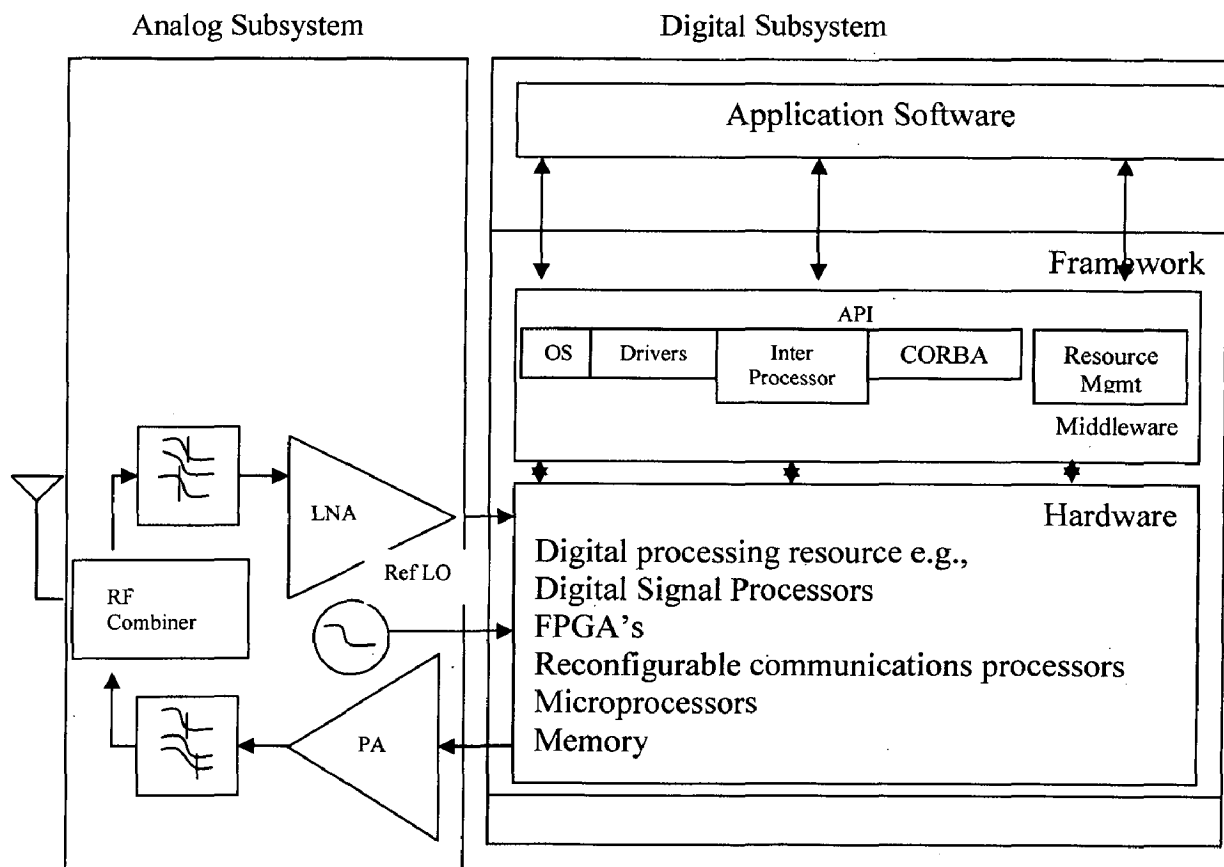 Analog Subsystem
Digital Subsystem
Application Software
Framework
API
OS
Drivers
Inter
Processor
CORBA
Resource
Mgmt
Middleware
LNA
Ref LO
RF
Combiner
PA
Hardware
Digital processing resource e.g.,
Digital Signal Processors
FPGA's
Reconfigurable communications processors
Microprocessors
Memory